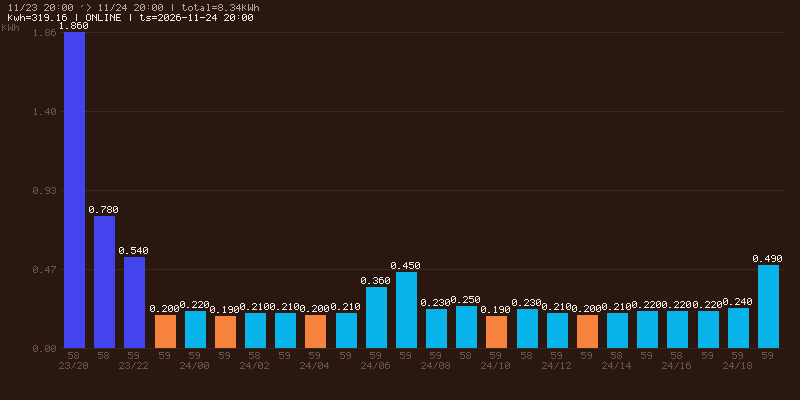 11/23 20:00 -> 11/24 20:00 | total=8.34kWh
Kwh=319.16 | ONLINE | ts=2026-11-24 20:00
kWh
1.860
1.86
1.40
0.93
0.780
0.540
0.47
0.200 0.220 0.190 0.210 0.210 0.200 0.210 0.360 0.450 0.230 0.250 0.190 0.230 0.210 0.200 0.210 0.220 0.220 0.220 0.240 0.490
0.00
58 58 59 59 59 59 59 59 59 59 59 59 59 58 59 58 59 59 58 59 58 59 59 59
23/20 23/22 24/00 24/02 24/04 24/06 24/08 24/10 24/12 24/14 24/16 24/18